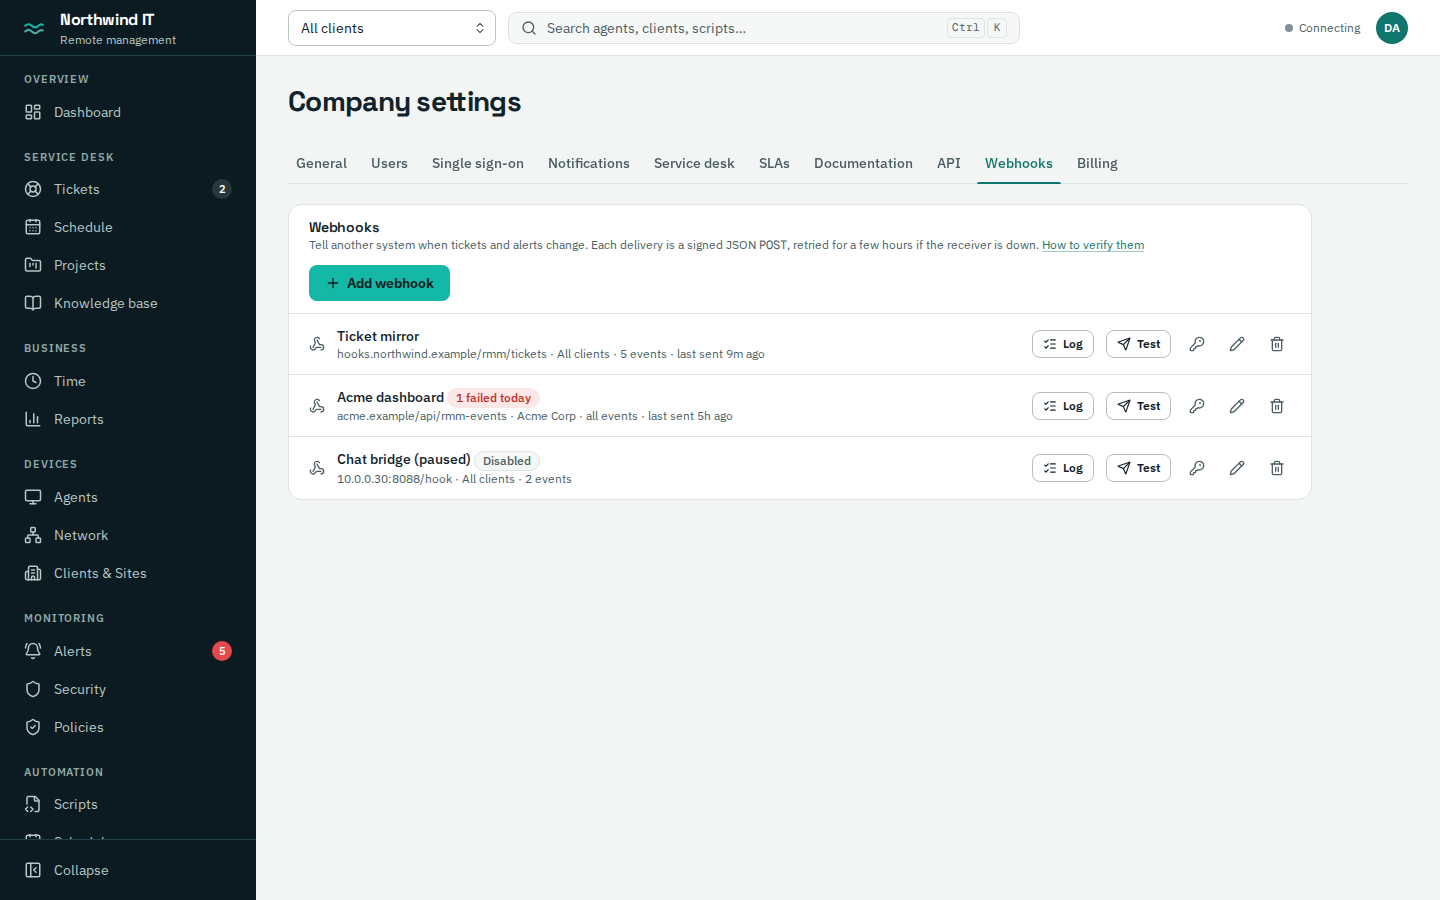 Northwind IT
Remote management
All clients
Search agents, clients, scripts...
Ctrl K
Connecting
DA
OVERVIEW
Dashboard
SERVICE DESK
Tickets 2
Schedule
Projects
Knowledge base
BUSINESS
Time
Reports
DEVICES
Agents
Network
Clients & Sites
MONITORING
Alerts 5
Security
Policies
AUTOMATION
Scripts
Collapse
Company settings
General Users Single sign-on Notifications Service desk SLAs Documentation API Webhooks Billing
Webhooks
Tell another system when tickets and alerts change. Each delivery is a signed JSON POST, retried for a few hours if the receiver is down. How to verify them
Add webhook
Ticket mirror
hooks.northwind.example/rmm/tickets · All clients · 5 events · last sent 9m ago
Log Test
Acme dashboard 1 failed today
acme.example/api/rmm-events · Acme Corp · all events · last sent 5h ago
Log Test
Chat bridge (paused) Disabled
10.0.0.30:8088/hook · All clients · 2 events
Log Test